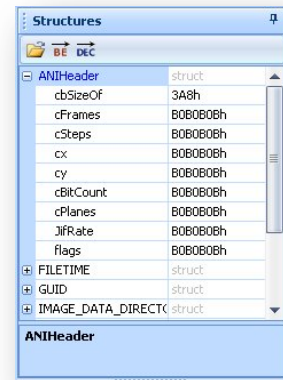 Structures
BE DEC
ANIHeader struct
cbSizeOf 3A8h
cFrames B0B0B0Bh
cSteps B0B0B0Bh
cx B0B0B0Bh
cy B0B0B0Bh
cBitCount B0B0B0Bh
cPlanes B0B0B0Bh
JifRate B0B0B0Bh
flags B0B0B0Bh
FILETIME struct
GUID struct
IMAGE_DATA_DIRECTO struct
ANIHeader